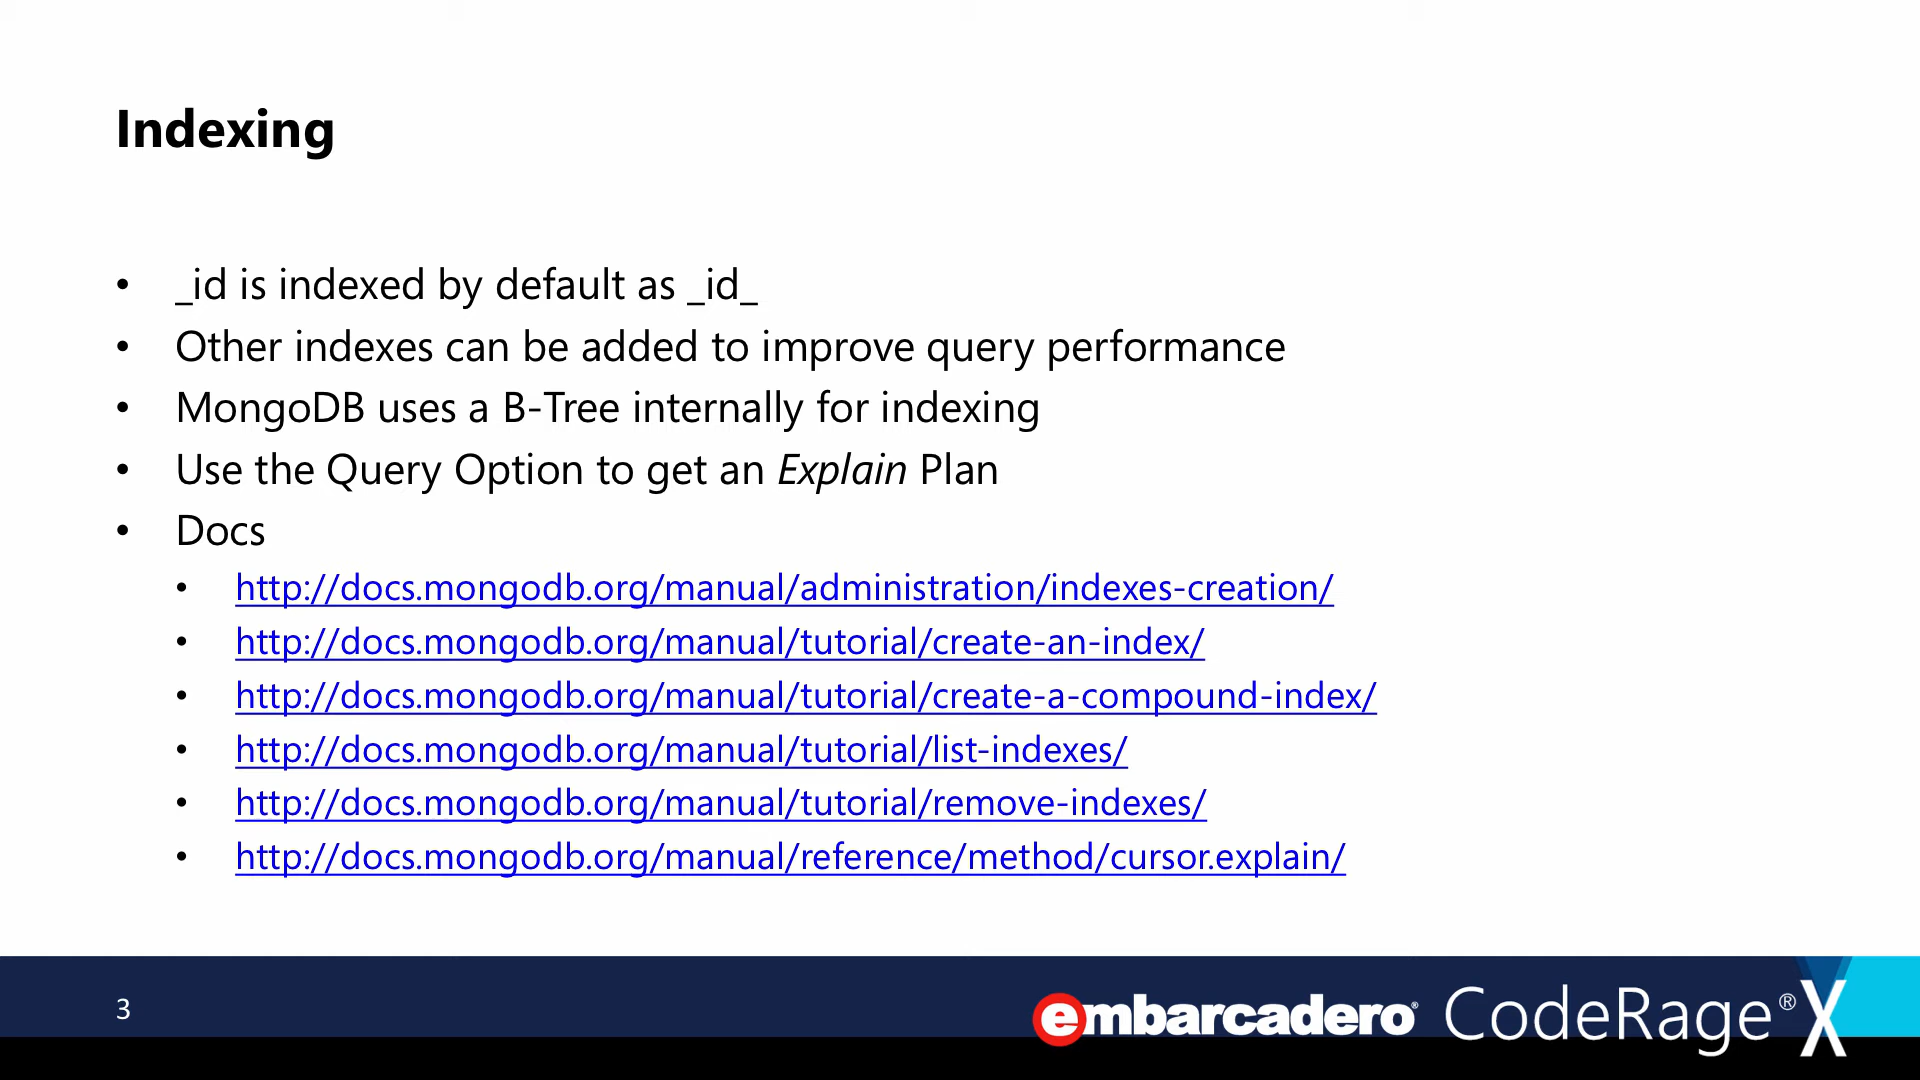 Indexing
• _id is indexed by default as _id_
• Other indexes can be added to improve query performance
• MongoDB uses a B-Tree internally for indexing
• Use the Query Option to get an Explain Plan
• Docs
• http://docs.mongodb.org/manual/administration/indexes-creation/
• http://docs.mongodb.org/manual/tutorial/create-an-index/
• http://docs.mongodb.org/manual/tutorial/create-a-compound-index/
• http://docs.mongodb.org/manual/tutorial/list-indexes/
• http://docs.mongodb.org/manual/tutorial/remove-indexes/
• http://docs.mongodb.org/manual/reference/method/cursor.explain/
3
embarcadero® CodeRage® X